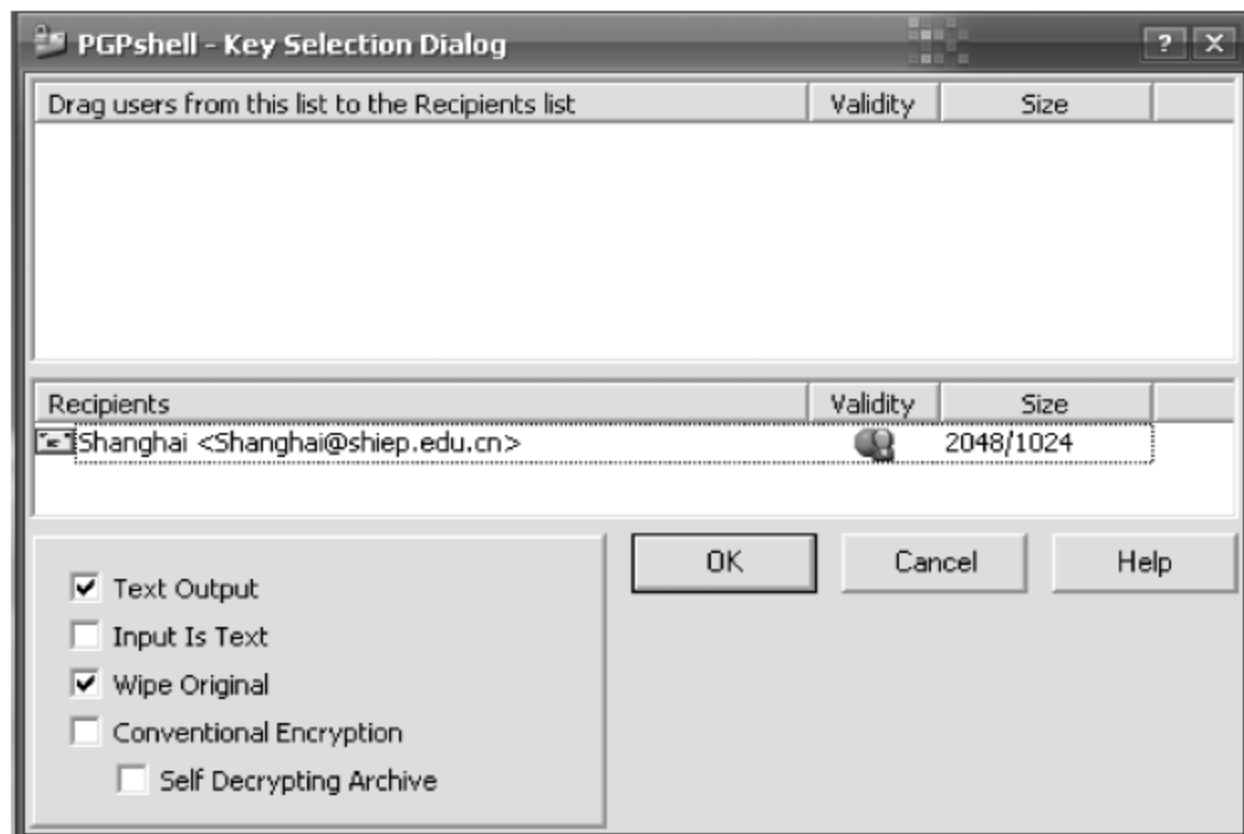 PGPshell - Key Selection Dialog ? X
Drag users from this list to the Recipients list Validity Size
Recipients Validity Size
Shanghai <Shanghai@shiep.edu.cn> 2048/1024
OK Cancel Help
Text Output
Input Is Text
Wipe Original
Conventional Encryption
Self Decrypting Archive